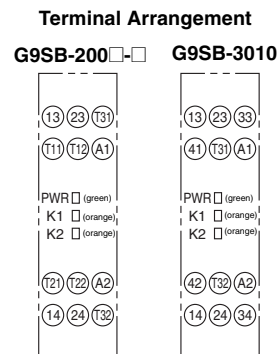 Terminal Arrangement
G9SB-200□-□ G9SB-3010
13 23 T31
T11 T12 A1
PWR (green)
K1 (orange)
K2 (orange)
T21 T22 A2
14 24 T32
13 23 33
41 T31 A1
PWR (green)
K1 (orange)
K2 (orange)
42 T32 A2
14 24 34